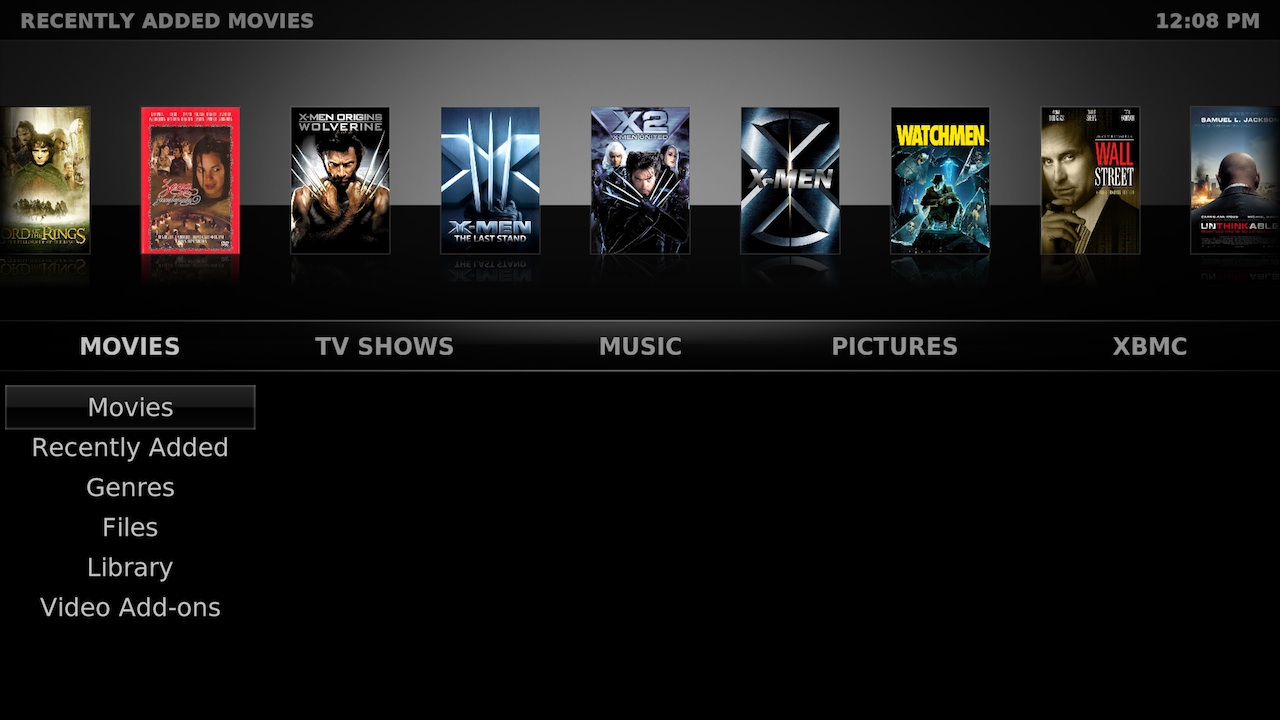 RECENTLY ADDED MOVIES
12:08 PM
X-MEN ORIGINS
WOLVERINE
X2
X-MEN UNITED
X-MEN
WATCHMEN
WALL
STREET
SAMUEL L. JACKSO
ORD OF THE RINGS
X-MEN
THE LAST STAND
UNTHINKABL
MOVIES
TV SHOWS
MUSIC
PICTURES
XBMC
Movies
Recently Added
Genres
Files
Library
Video Add-ons